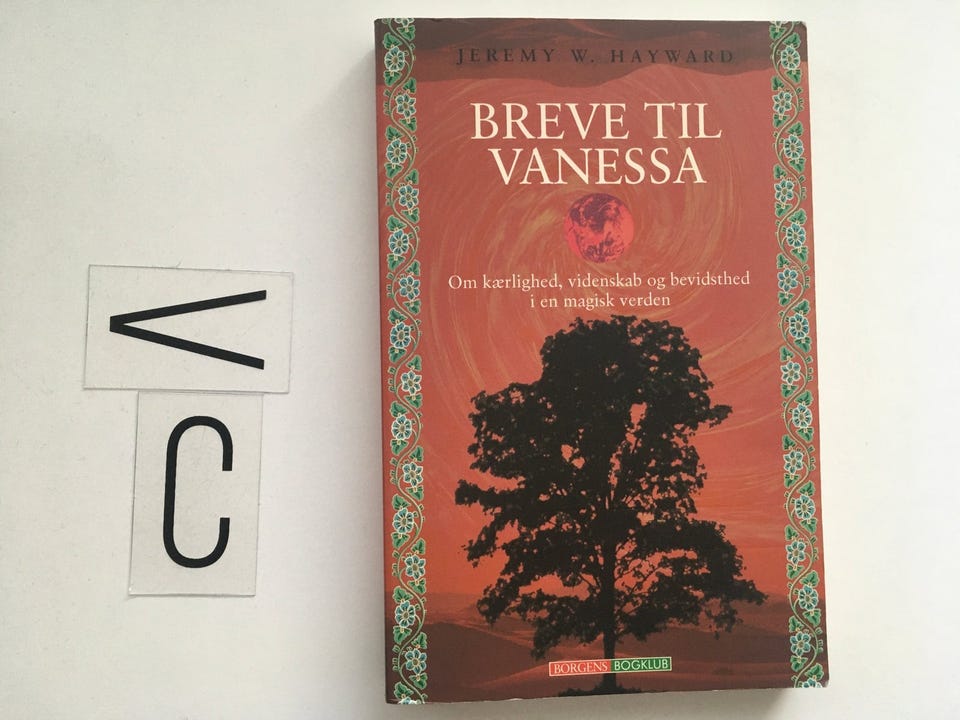 JEREMY W. HAYWARD
BREVE TIL
VANESSA
Om kærlighed, videnskab og bevidsthed
i en magisk verden
BORGENS BOGKLUB
V
C